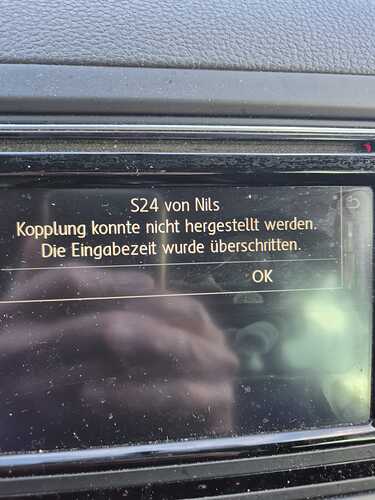 S24 von Nils
Kopplung konnte nicht hergestellt werden.
Die Eingabezeit wurde überschritten.
OK